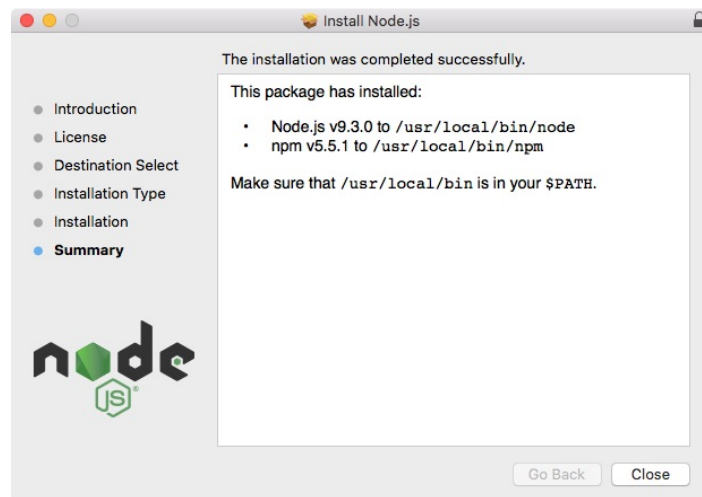 Install Node.js
The installation was completed successfully.
Introduction
License
Destination Select
Installation Type
Installation
Summary
This package has installed:
• Node.js v9.3.0 to /usr/local/bin/node
• npm v5.5.1 to /usr/local/bin/npm
Make sure that /usr/local/bin is in your $PATH.
node
JS®
Go Back
Close